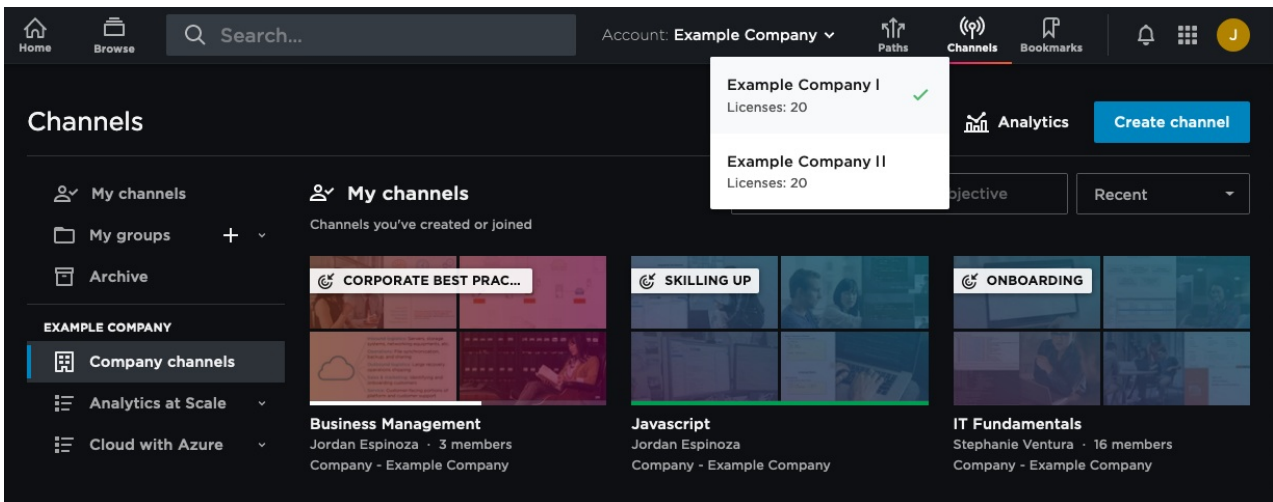 Home
Browse
Search...
Account: Example Company
Paths
Channels
Bookmarks
J
Example Company I
Licenses: 20
Example Company II
Licenses: 20
Channels
Analytics
Create channel
My channels
My groups
Archive
EXAMPLE COMPANY
Company channels
Analytics at Scale
Cloud with Azure
My channels
Channels you've created or joined
bjective
Recent
CORPORATE BEST PRAC...
Business Management
Jordan Espinoza · 3 members
Company - Example Company
SKILLING UP
Javascript
Jordan Espinoza
Company - Example Company
ONBOARDING
IT Fundamentals
Stephanie Ventura · 16 members
Company - Example Company